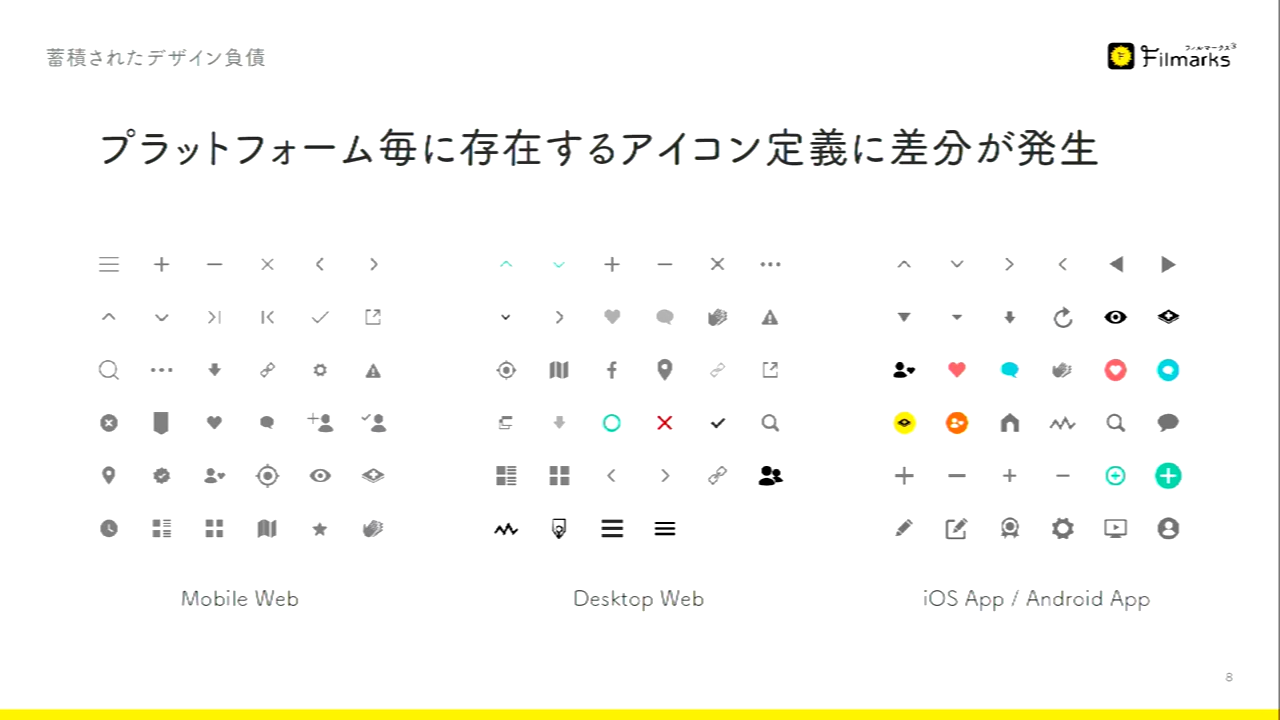 蓄積されたデザイン負債
フィルマークス3
Filmarks
プラットフォーム毎に存在するアイコン定義に差分が発生
Mobile Web
Desktop Web
iOS App / Android App
8